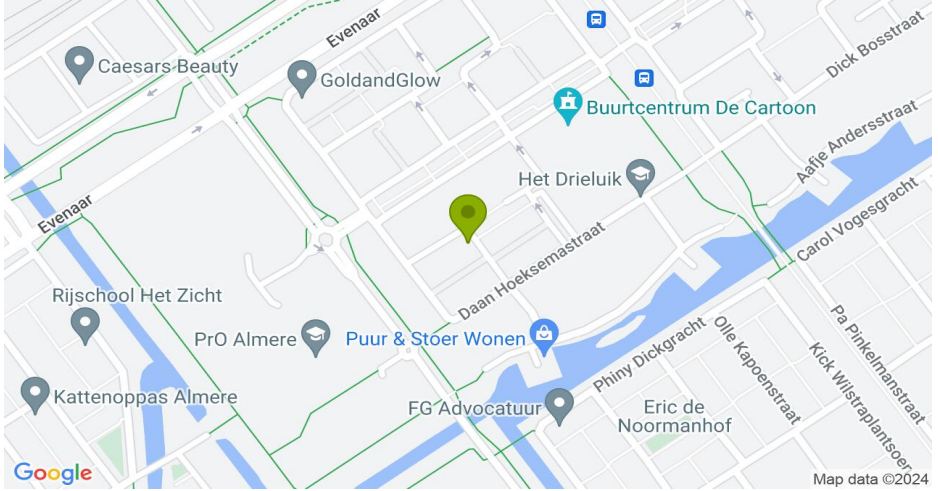 Evenaar
Caesars Beauty
GoldandGlow
Dick Bosstraat
Buurtcentrum De Cartoon
Aafje Andersstraat
Het Drieluik
Evenaar
Carol Vogesgracht
Daan Hoeksemastraat
Rijschool Het Zicht
PrO Almere
Puur & Stoer Wonen
Pa Pinkelmanstraat
Phiny Dickgracht
Olle Kapoenstraat
Kick Wilstraplantsoen
Kattenoppas Almere
FG Advocatuur
Eric de
Noormanhof
Google
Map data ©2024